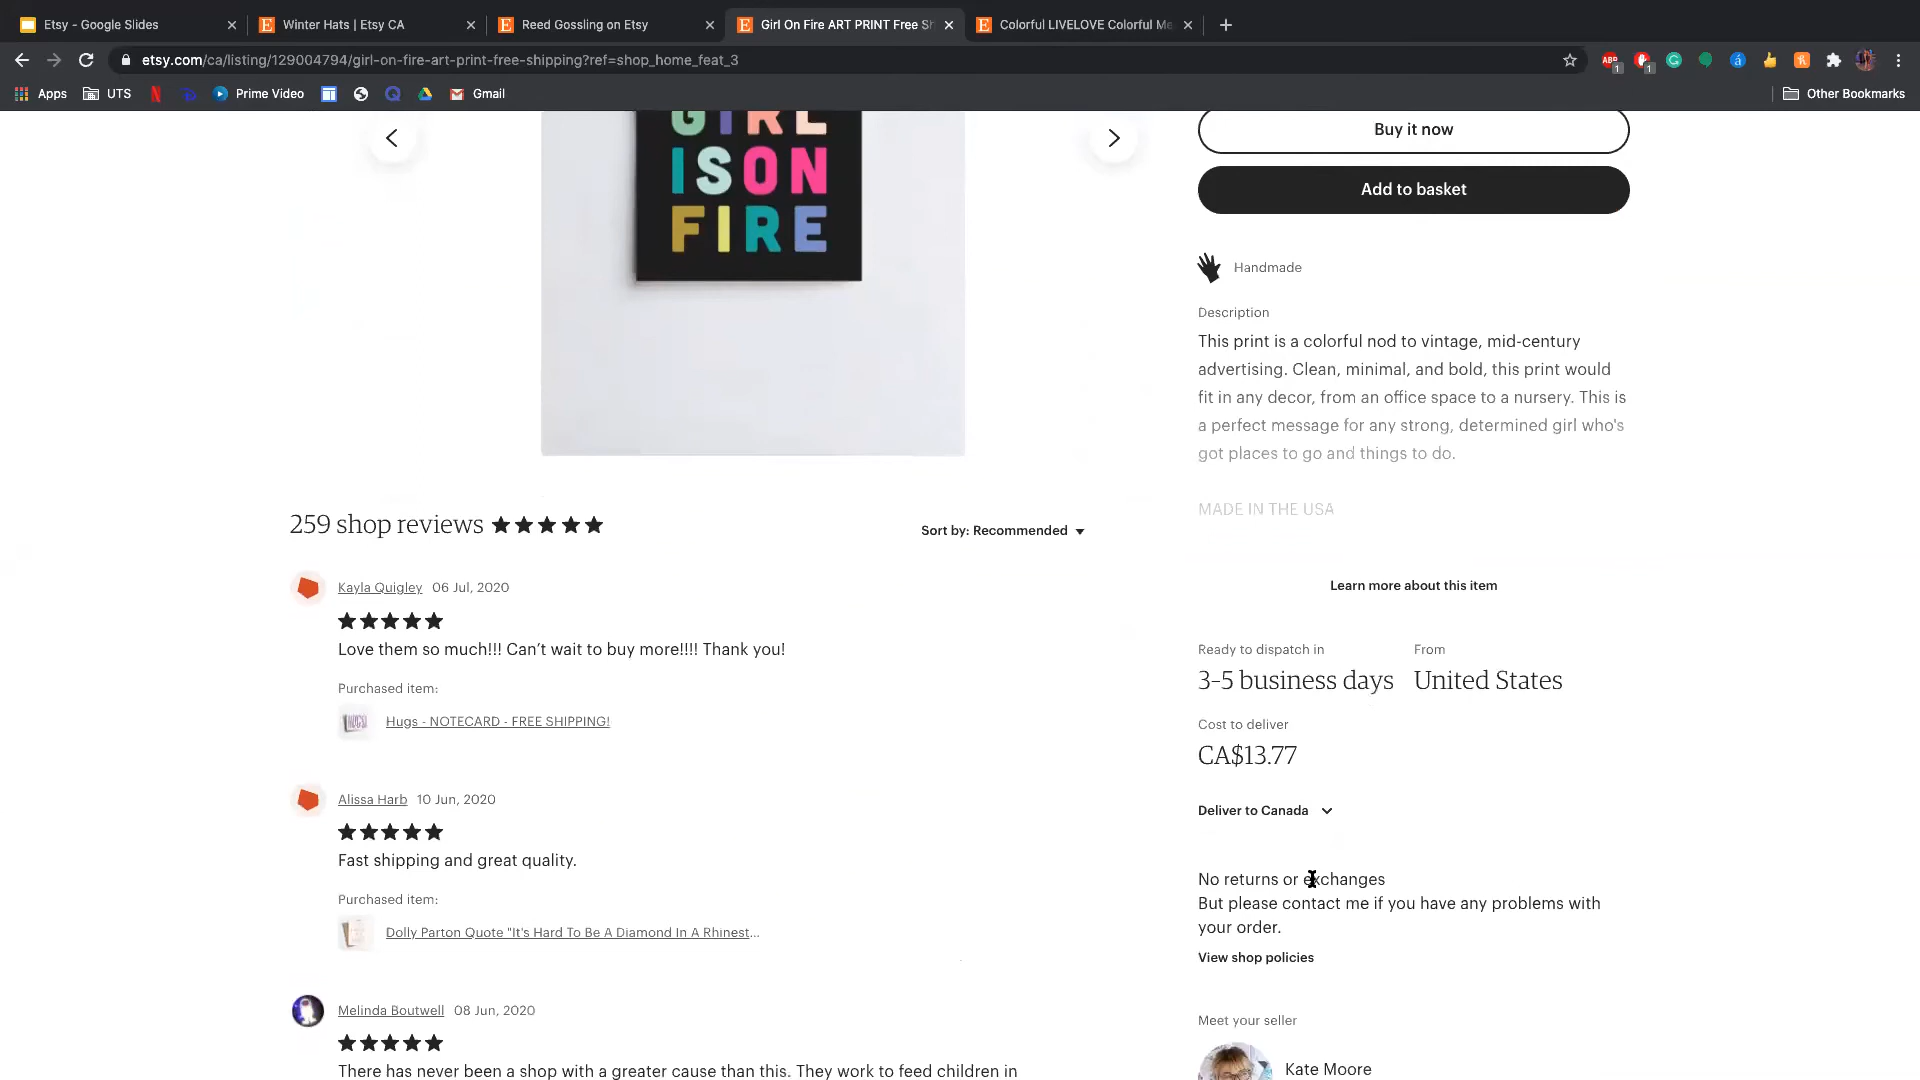 Etsy - Google Slides
Winter Hats | Etsy CA
Reed Gossling on Etsy
Girl On Fire ART PRINT Free Sh
Colorful LIVELOVE Colorful Me
etsy.com/ca/listing/129004794/girl-on-fire-art-print-free-shipping?ref=shop_home_feat_3
Apps
UTS
Prime Video
Gmail
Other Bookmarks
GIRL
ISON
FIRE
259 shop reviews
Sort by: Recommended
Kayla Quigley 06 Jul, 2020
Love them so much!!! Can't wait to buy more!!!! Thank you!
Purchased item:
Hugs - NOTECARD - FREE SHIPPING!
Alissa Harb 10 Jun, 2020
Fast shipping and great quality.
Purchased item:
Dolly Parton Quote "It's Hard To Be A Diamond In A Rhinest...
Melinda Boutwell 08 Jun, 2020
There has never been a shop with a greater cause than this. They work to feed children in
Buy it now
Add to basket
Handmade
Description
This print is a colorful nod to vintage, mid-century
advertising. Clean, minimal, and bold, this print would
fit in any decor, from an office space to a nursery. This is
a perfect message for any strong, determined girl who's
got places to go and things to do.
MADE IN THE USA
Learn more about this item
Ready to dispatch in
3-5 business days
From
United States
Cost to deliver
CA$13.77
Deliver to Canada
No returns or exchanges
But please contact me if you have any problems with
your order.
View shop policies
Meet your seller
Kate Moore